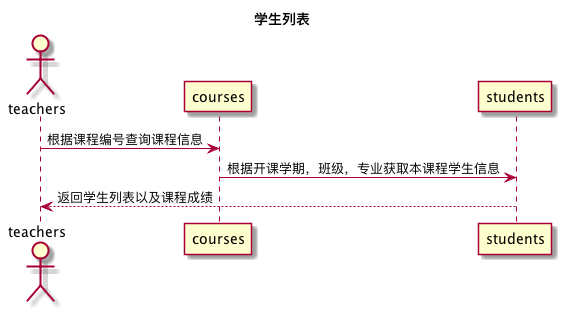 学生列表
teachers
courses
students
根据课程编号查询课程信息
根据开课学期，班级，专业获取本课程学生信息
返回学生列表以及课程成绩
teachers
courses
students